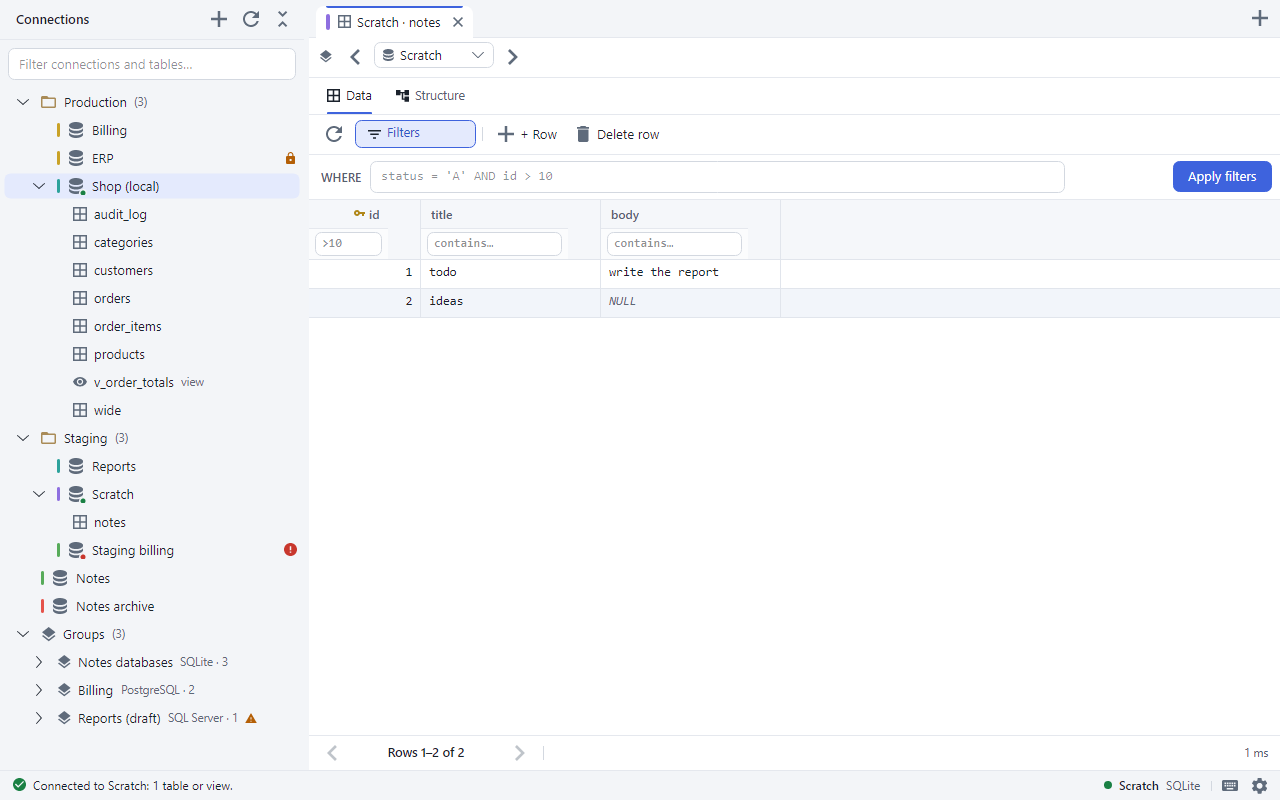 Connections
Scratch · notes
Filter connections and tables...
Scratch
Production (3)
Billing
ERP
Shop (local)
audit_log
categories
customers
orders
order_items
products
v_order_totals view
wide
Staging (3)
Reports
Scratch
notes
Staging billing
Notes
Notes archive
Groups (3)
Notes databases SQLite · 3
Billing PostgreSQL · 2
Reports (draft) SQL Server · 1
Data
Structure
Filters
+ Row
Delete row
WHERE
status = 'A' AND id > 10
Apply filters
id title body
>10 contains… contains…
1 todo write the report
2 ideas NULL
Rows 1–2 of 2
1 ms
Connected to Scratch: 1 table or view.
Scratch SQLite